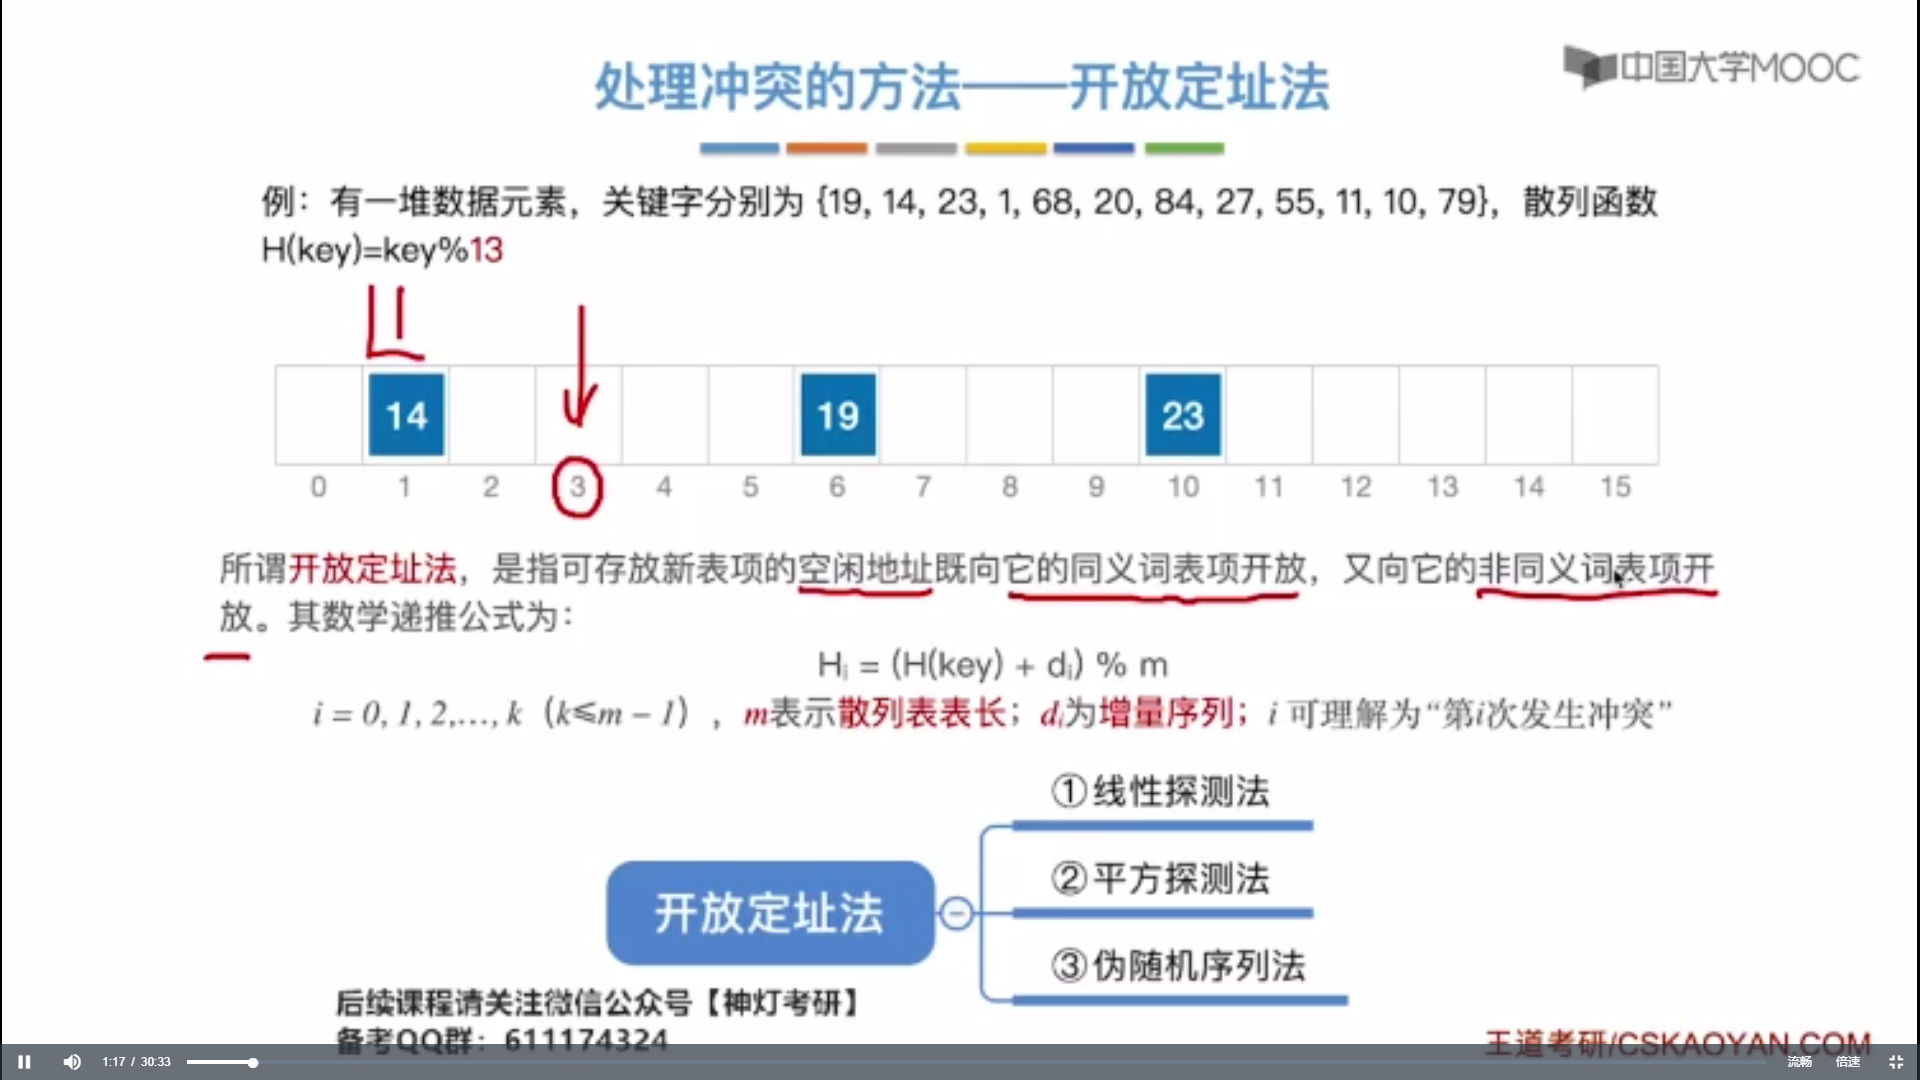 中国大学MOOC
处理冲突的方法——开放定址法
例：有一堆数据元素，关键字分别为 {19, 14, 23, 1, 68, 20, 84, 27, 55, 11, 10, 79}，散列函数
H(key)=key%13
14 19 23
0 1 2 3 4 5 6 7 8 9 10 11 12 13 14 15
所谓开放定址法，是指可存放新表项的空闲地址既向它的同义词表项开放，又向它的非同义词表项开
放。其数学递推公式为：
Hᵢ = (H(key) + dᵢ) % m
i = 0, 1, 2,…, k（k≤m – 1），m表示散列表表长；dᵢ为增量序列；i 可理解为“第i次发生冲突”
①线性探测法
②平方探测法
开放定址法
③伪随机序列法
后续课程请关注微信公众号【神灯考研】
备考QQ群：611174324
王道考研/CSKAOYAN.COM
1:17 / 30:33
流畅 倍速